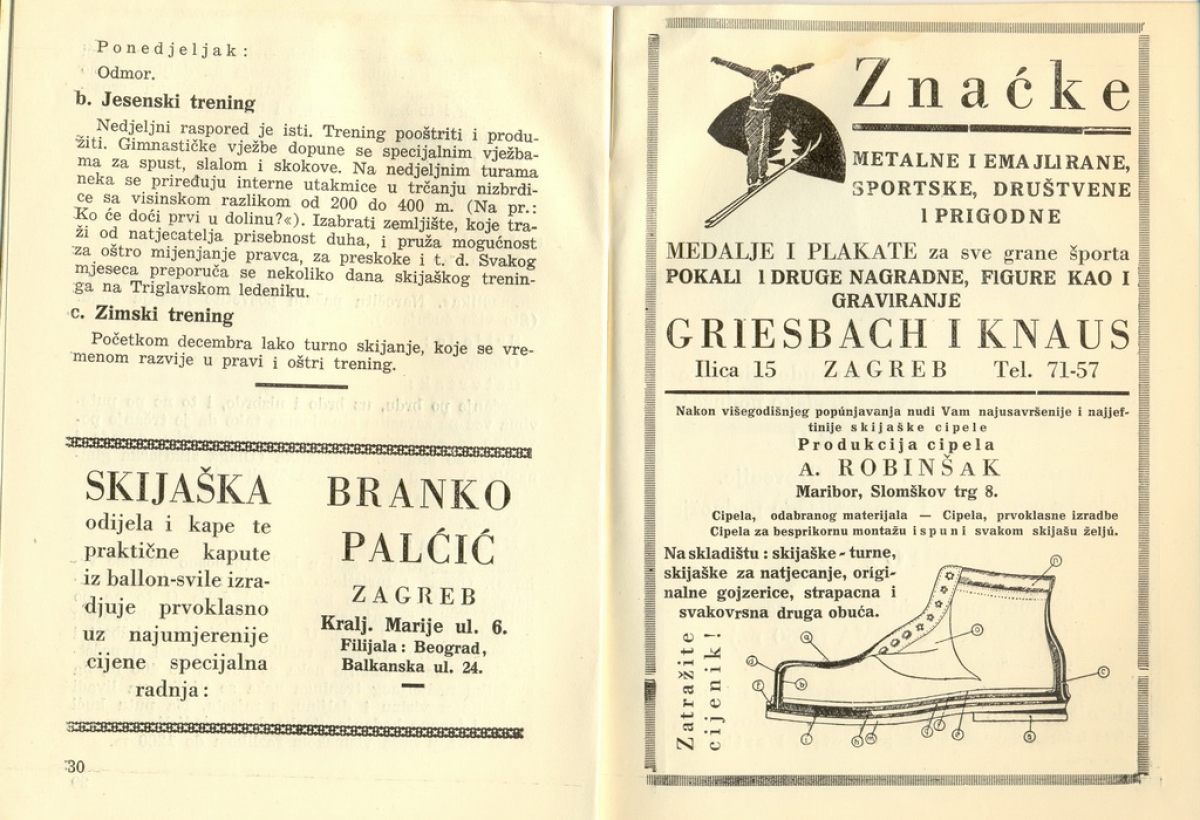 Ponedjeljak:
Odmor.
b. Jesenski trening
Nedjeljni raspored je isti. Trening pooštriti i produ-
žiti. Gimnastičke vježbe dopune se specijalnim vježba-
ma za spust, slalom i skokove. Na nedjeljnim turama
neka se priređuju interne utakmice u trčanju nizbrdi-
ce sa visinskom razlikom od 200 do 400 m. (Na pr.:
Ko će doći prvi u dolinu?«). Izabrati zemljište, koje tra-
ži od natjecatelja prisebnost duha, i pruža mogućnost
za oštro mijenjanje pravca, za preskoke i t. d. Svakog
mjeseca preporuča se nekoliko dana skijaškog trenin-
ga na Triglavskom ledeniku.
c. Zimski trening
Početkom decembra lako turno skijanje, koje se vre-
menom razvije u pravi i oštri trening.
SKIJAŠKA
odijela i kape te
praktične kapute
iz ballon-svile izra-
djuje prvoklasno
uz najumjerenije
cijene specijalna
radnja:
BRANKO
PALĆIĆ
ZAGREB
Kralj. Marije ul. 6.
Filijala: Beograd,
Balkanska ul. 24.
30
Znaćke
METALNE I EMAJLIRANE,
SPORTSKE, DRUŠTVENE
I PRIGODNE
MEDALJE I PLAKATE za sve grane športa
POKALI I DRUGE NAGRADNE, FIGURE KAO I
GRAVIRANJE
GRIESBACH I KNAUS
Ilica 15 ZAGREB Tel. 71-57
Nakon višegodišnjeg popúnjavanja nudi Vam najusavršenije i najjef-
tinije skijaške cipele
Produkcija cipela
A. ROBINŠAK
Maribor, Slomškov trg 8.
Cipela, odabranog materijala — Cipela, prvoklasne izradbe
Cipela za besprikornu montažu ispuni svakom skijašu želju.
Na skladištu: skijaške-turne,
skijaške za natjecanje, origi-
nalne gojzerice, strapacna i
svakovrsna druga obuća.
Zatražite
cijenik!